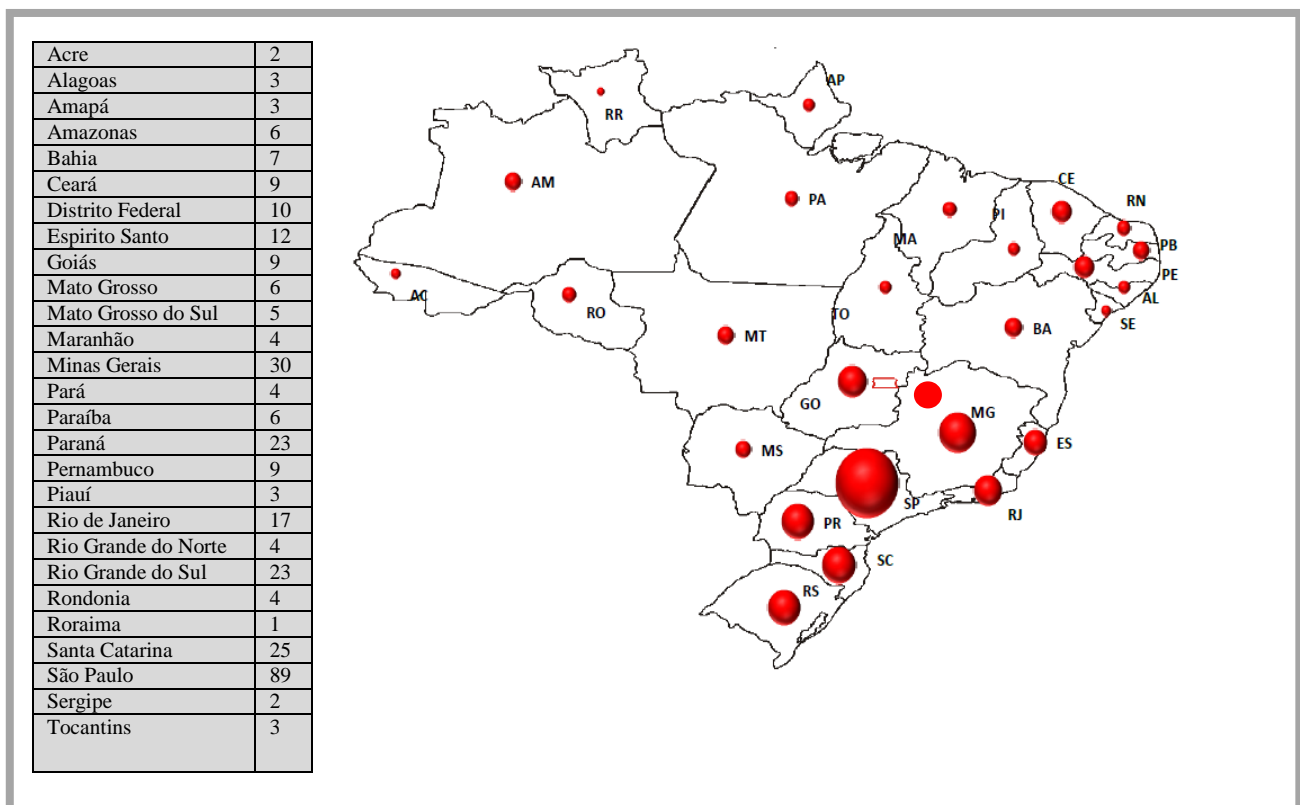 Acre 2
Alagoas 3
Amapá 3
Amazonas 6
Bahia 7
Ceará 9
Distrito Federal 10
Espirito Santo 12
Goiás 9
Mato Grosso 6
Mato Grosso do Sul 5
Maranhão 4
Minas Gerais 30
Pará 4
Paraíba 6
Paraná 23
Pernambuco 9
Piauí 3
Rio de Janeiro 17
Rio Grande do Norte 4
Rio Grande do Sul 23
Rondonia 4
Roraima 1
Santa Catarina 25
São Paulo 89
Sergipe 2
Tocantins 3
AP
RR
CE
AM
PA
RN
PI
MA
PB
PE
AC
AL
RO
TO
SE
MT
BA
GO
MG
MS
ES
SP
RJ
PR
SC
RS